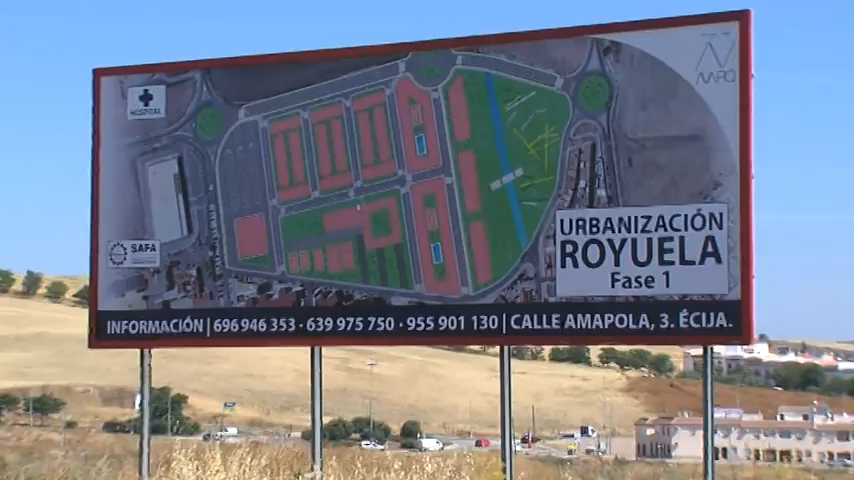 HOSPITAL
SAFA
URBANIZACIÓN
ROYUELA
Fase 1
INFORMACIÓN | 696 946 353 · 639 975 750 · 955 901 130 | CALLE AMAPOLA, 3. ÉCIJA.